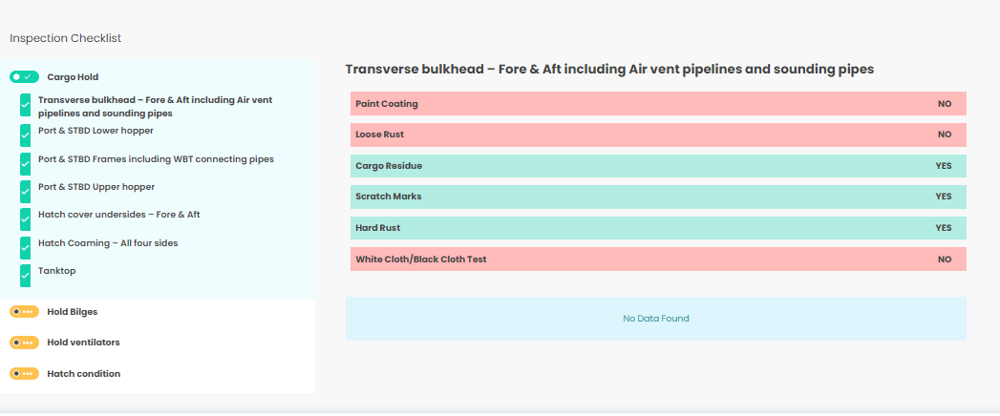 Inspection Checklist
Cargo Hold
Transverse bulkhead – Fore & Aft including Air vent
pipelines and sounding pipes
Port & STBD Lower hopper
Port & STBD Frames including WBT connecting pipes
Port & STBD Upper hopper
Hatch cover undersides – Fore & Aft
Hatch Coaming – All four sides
Tanktop
Hold Bilges
Hold ventilators
Hatch condition
Transverse bulkhead – Fore & Aft including Air vent pipelines and sounding pipes
Paint Coating NO
Loose Rust NO
Cargo Residue YES
Scratch Marks YES
Hard Rust YES
White Cloth/Black Cloth Test NO
No Data Found